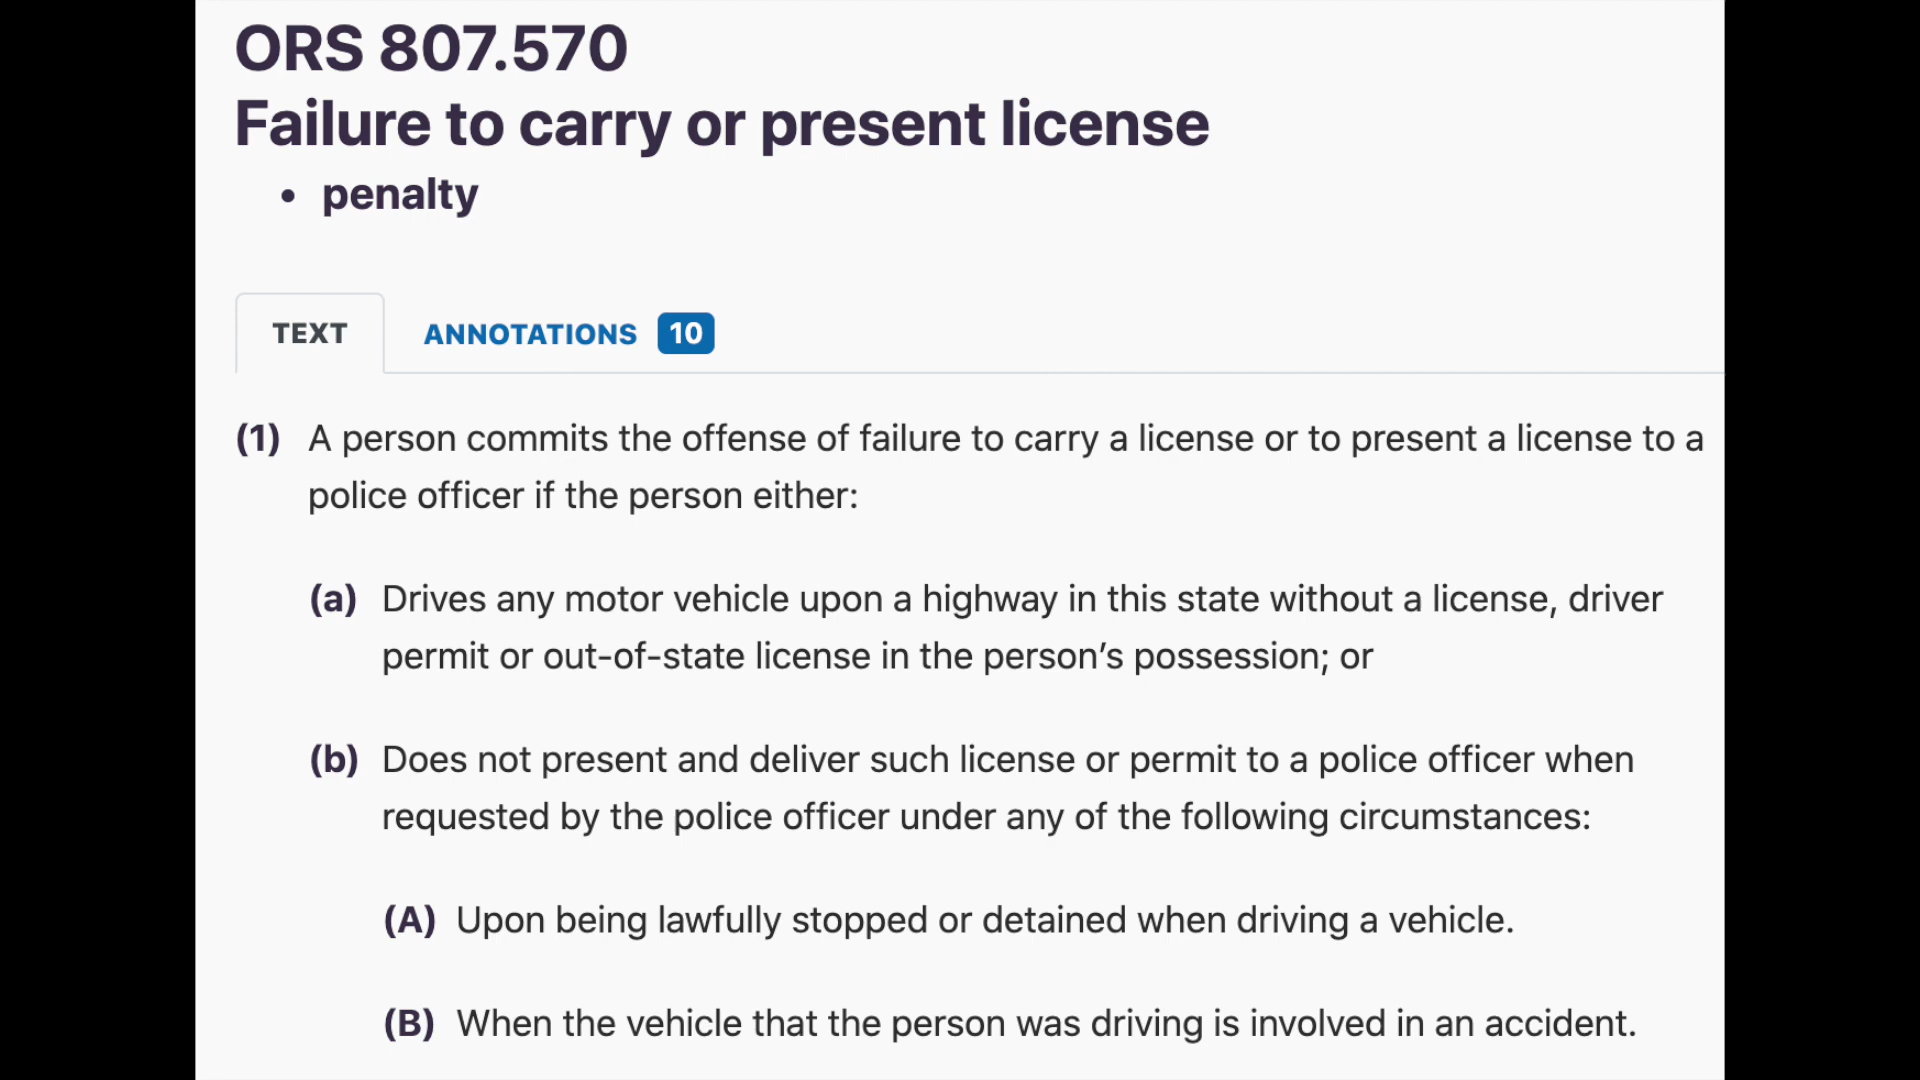 ORS 807.570
Failure to carry or present license
• penalty
TEXT ANNOTATIONS 10
(1) A person commits the offense of failure to carry a license or to present a license to a
police officer if the person either:
(a) Drives any motor vehicle upon a highway in this state without a license, driver
permit or out-of-state license in the person’s possession; or
(b) Does not present and deliver such license or permit to a police officer when
requested by the police officer under any of the following circumstances:
(A) Upon being lawfully stopped or detained when driving a vehicle.
(B) When the vehicle that the person was driving is involved in an accident.